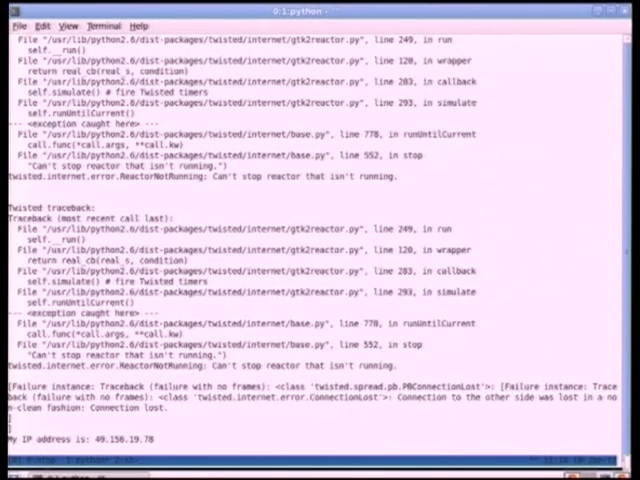 0:1:python
File Edit View Terminal Help
File "/usr/lib/python2.6/dist-packages/twisted/internet/gtk2reactor.py", line 249, in run
self.__run()
File "/usr/lib/python2.6/dist-packages/twisted/internet/gtk2reactor.py", line 120, in wrapper
return real_cb(real_s, condition)
File "/usr/lib/python2.6/dist-packages/twisted/internet/gtk2reactor.py", line 283, in callback
self.simulate() # fire Twisted timers
File "/usr/lib/python2.6/dist-packages/twisted/internet/gtk2reactor.py", line 293, in simulate
self.runUntilCurrent()
--- <exception caught here> ---
File "/usr/lib/python2.6/dist-packages/twisted/internet/base.py", line 778, in runUntilCurrent
call.func(*call.args, **call.kw)
File "/usr/lib/python2.6/dist-packages/twisted/internet/base.py", line 552, in stop
"Can't stop reactor that isn't running.")
twisted.internet.error.ReactorNotRunning: Can't stop reactor that isn't running.
Twisted traceback:
Traceback (most recent call last):
File "/usr/lib/python2.6/dist-packages/twisted/internet/gtk2reactor.py", line 249, in run
self.__run()
File "/usr/lib/python2.6/dist-packages/twisted/internet/gtk2reactor.py", line 120, in wrapper
return real_cb(real_s, condition)
File "/usr/lib/python2.6/dist-packages/twisted/internet/gtk2reactor.py", line 283, in callback
self.simulate() # fire Twisted timers
File "/usr/lib/python2.6/dist-packages/twisted/internet/gtk2reactor.py", line 293, in simulate
self.runUntilCurrent()
--- <exception caught here> ---
File "/usr/lib/python2.6/dist-packages/twisted/internet/base.py", line 778, in runUntilCurrent
call.func(*call.args, **call.kw)
File "/usr/lib/python2.6/dist-packages/twisted/internet/base.py", line 552, in stop
"Can't stop reactor that isn't running.")
twisted.internet.error.ReactorNotRunning: Can't stop reactor that isn't running.
[Failure instance: Traceback (failure with no frames): <class 'twisted.spread.pb.PBConnectionLost'>: [Failure instance: Trace
back (failure with no frames): <class 'twisted.internet.error.ConnectionLost'>: Connection to the other side was lost in a no
n-clean fashion: Connection lost.
]
]
My IP address is: 49.156.19.78